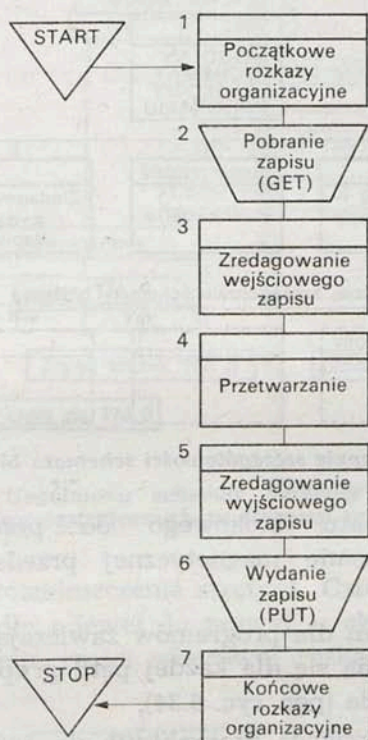 START
1
Początkowe
rozkazy
organizacyjne
2
Pobranie
zapisu
(GET)
3
Zredagowanie
wejściowego
zapisu
4
Przetwarzanie
5
Zredagowanie
wyjściowego
zapisu
6
Wydanie
zapisu
(PUT)
7
STOP
Końcowe
rozkazy
organizacyjne